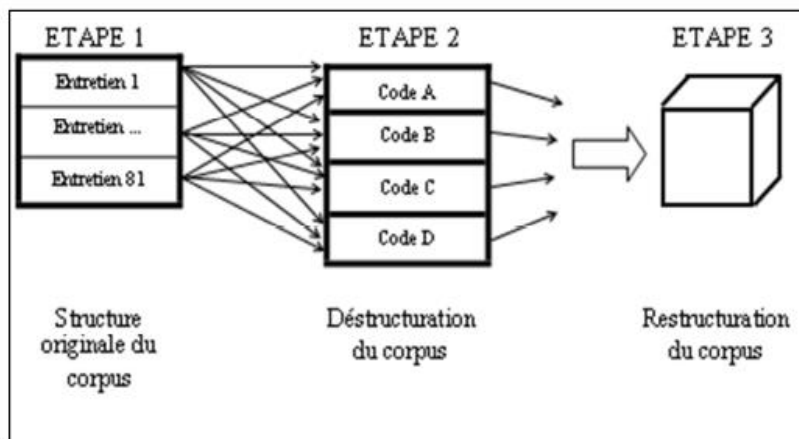 ETAPE 1
Entretien 1
Entretien ...
Entretien 81
Structure
originale du
corpus
ETAPE 2
Code A
Code B
Code C
Code D
Déstructuration
du corpus
ETAPE 3
Restructuration
du corpus